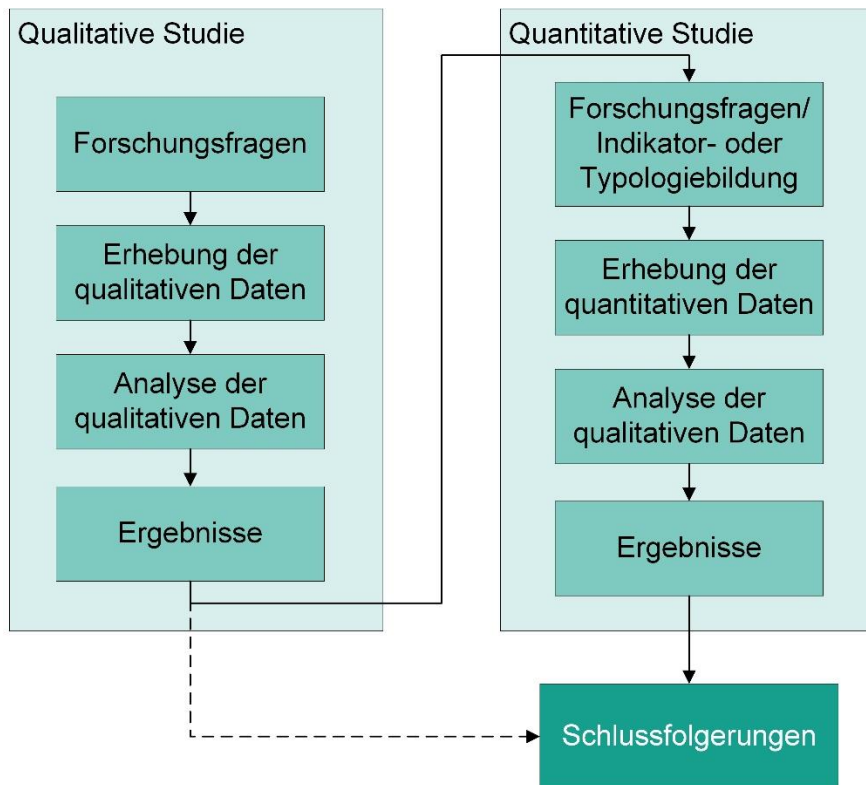 Qualitative Studie
Forschungsfragen
Erhebung der
qualitativen Daten
Analyse der
qualitativen Daten
Ergebnisse
Quantitative Studie
Forschungsfragen/
Indikator- oder
Typologiebildung
Erhebung der
quantitativen Daten
Analyse der
qualitativen Daten
Ergebnisse
Schlussfolgerungen